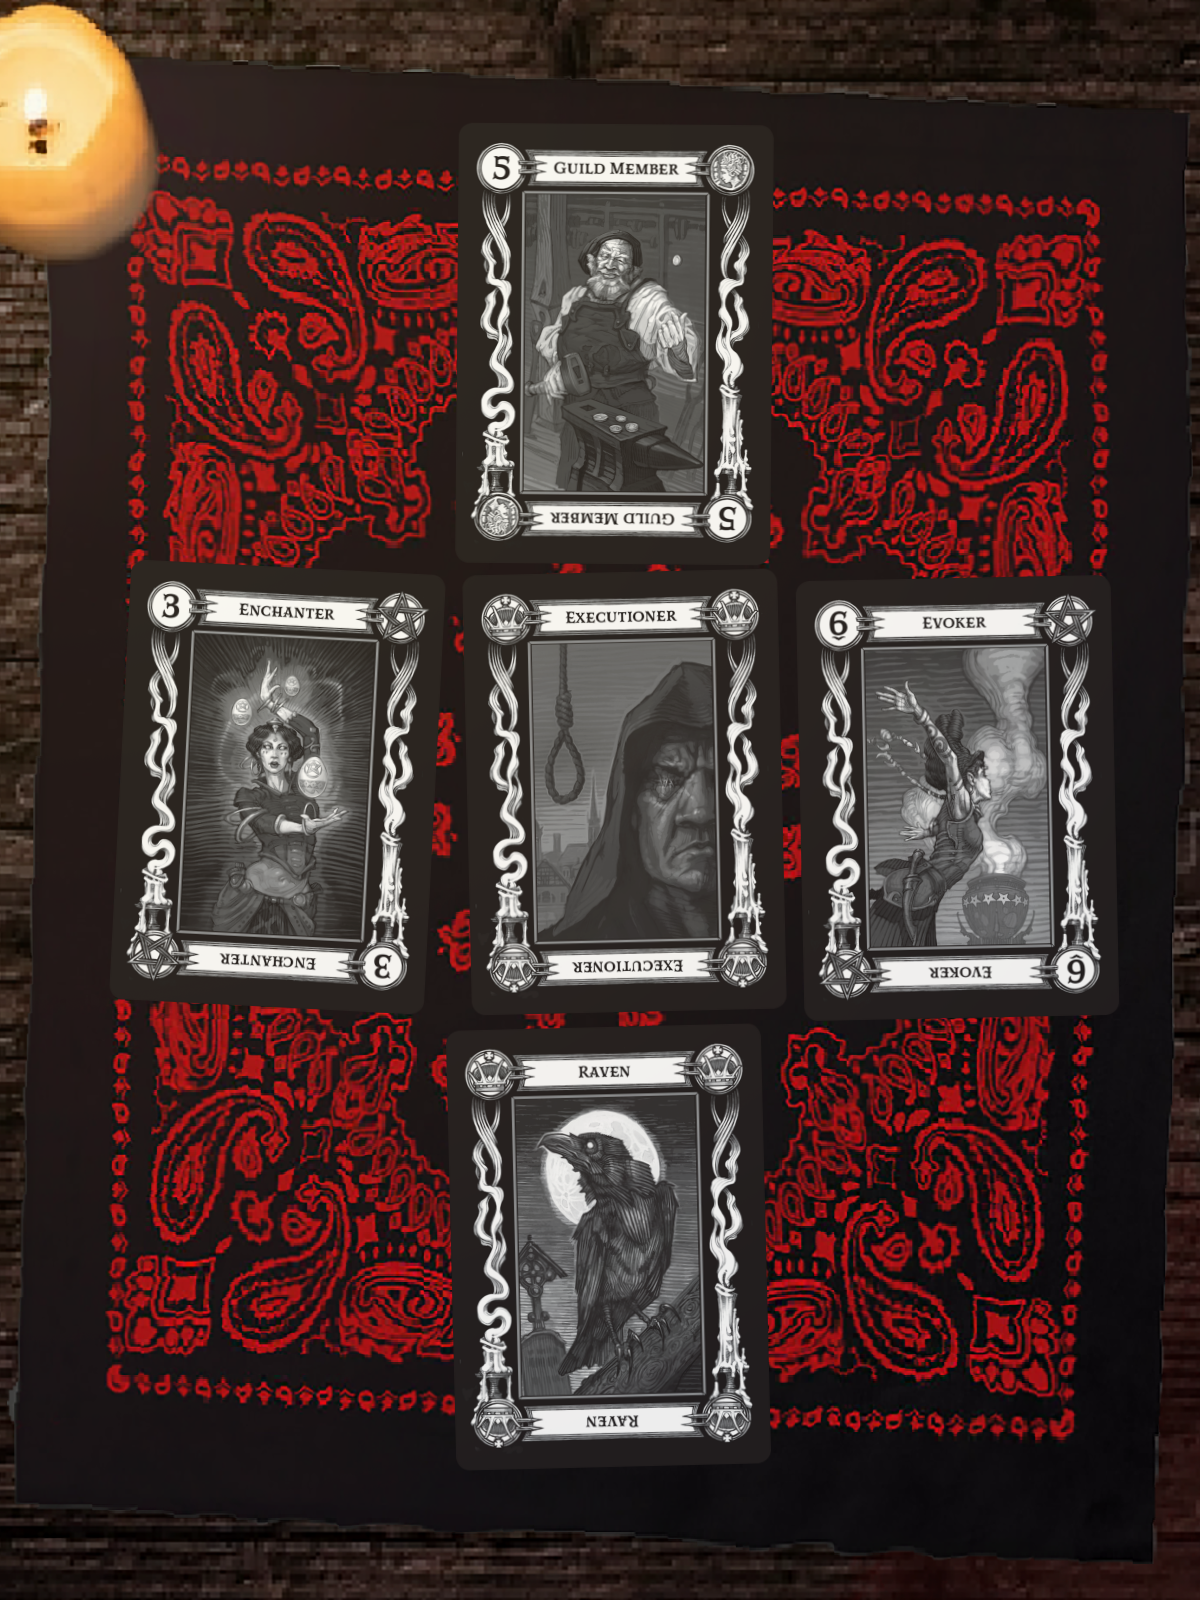 5 GUILD MEMBER
GUILD MEMBER 5
3 ENCHANTER
ENCHANTER 3
EXECUTIONER
EXECUTIONER
6 EVOKER
EVOKER 6
RAVEN
RAVEN